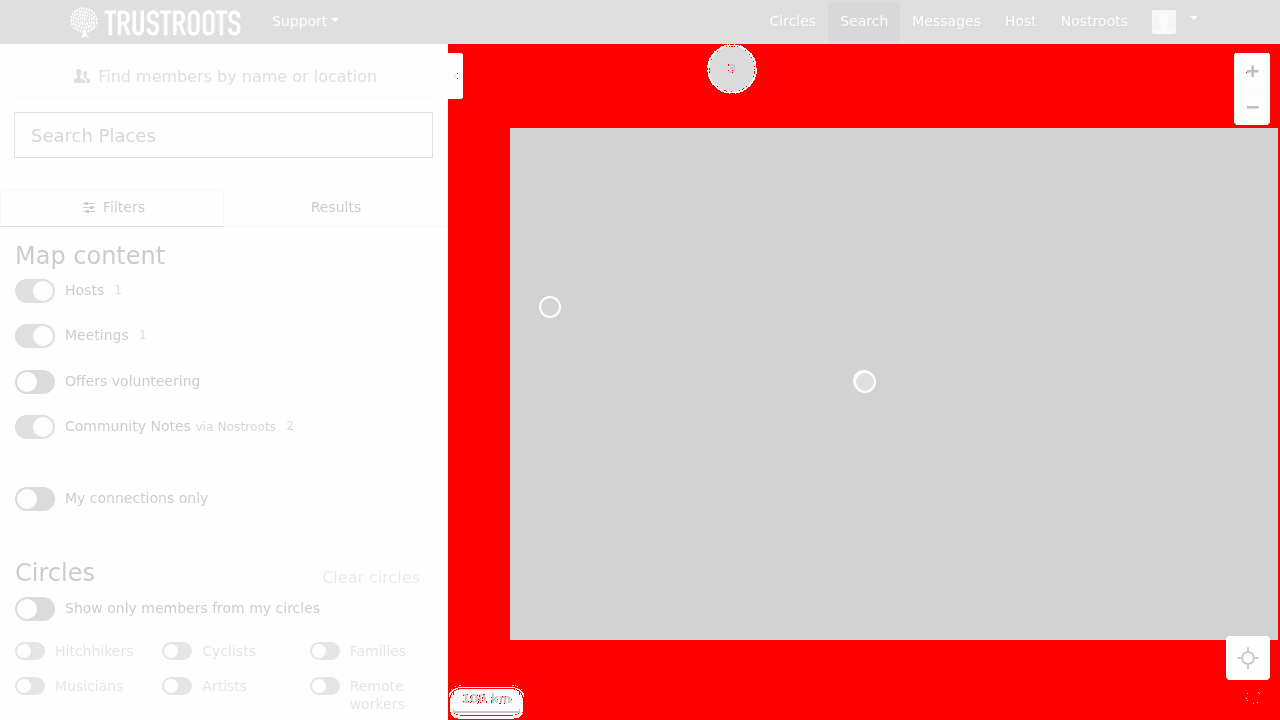 TRUSTROOTS
Support
Circles
Search
Messages
Host
Nostroots
Find members by name or location
Search Places
Filters
Results
Map content
Hosts 1
Meetings 1
Offers volunteering
Community Notes via Nostroots 2
My connections only
Circles
Clear circles
Show only members from my circles
Hitchhikers
Cyclists
Families
Musicians
Artists
Remote
workers
+
−